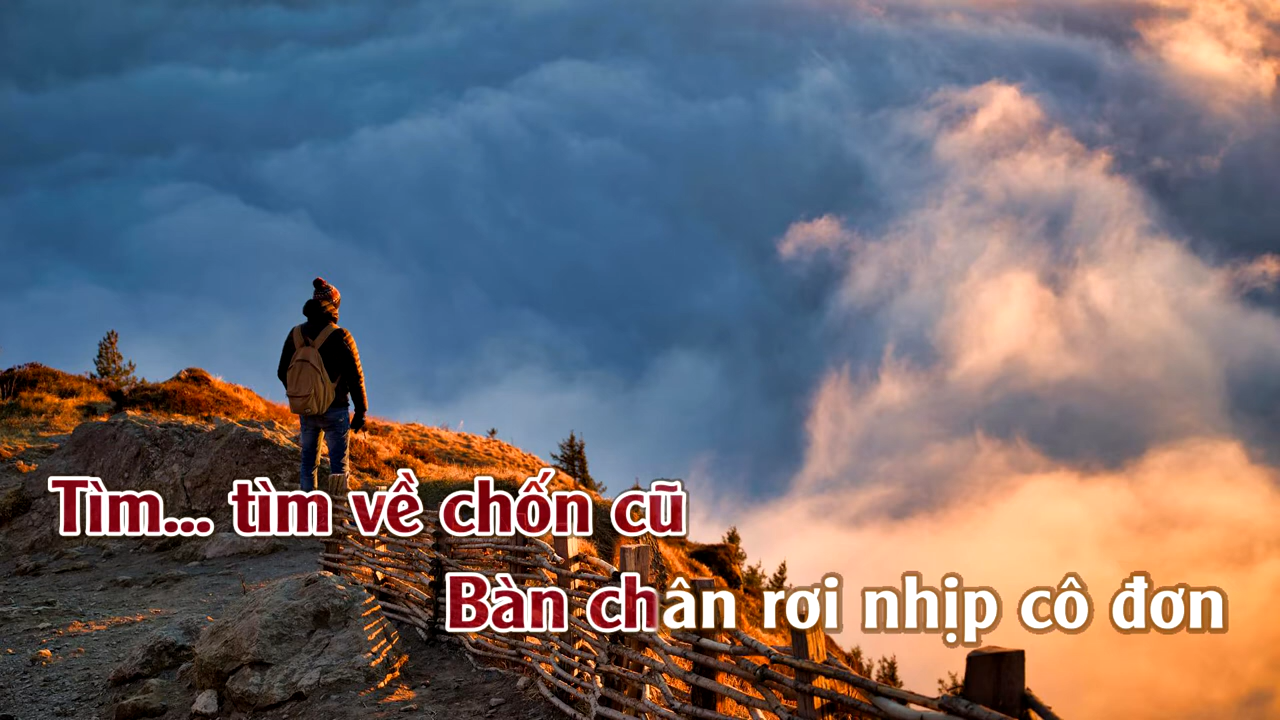 Tìm... tìm về chốn cũ
Bàn chân rơi nhịp cô đơn